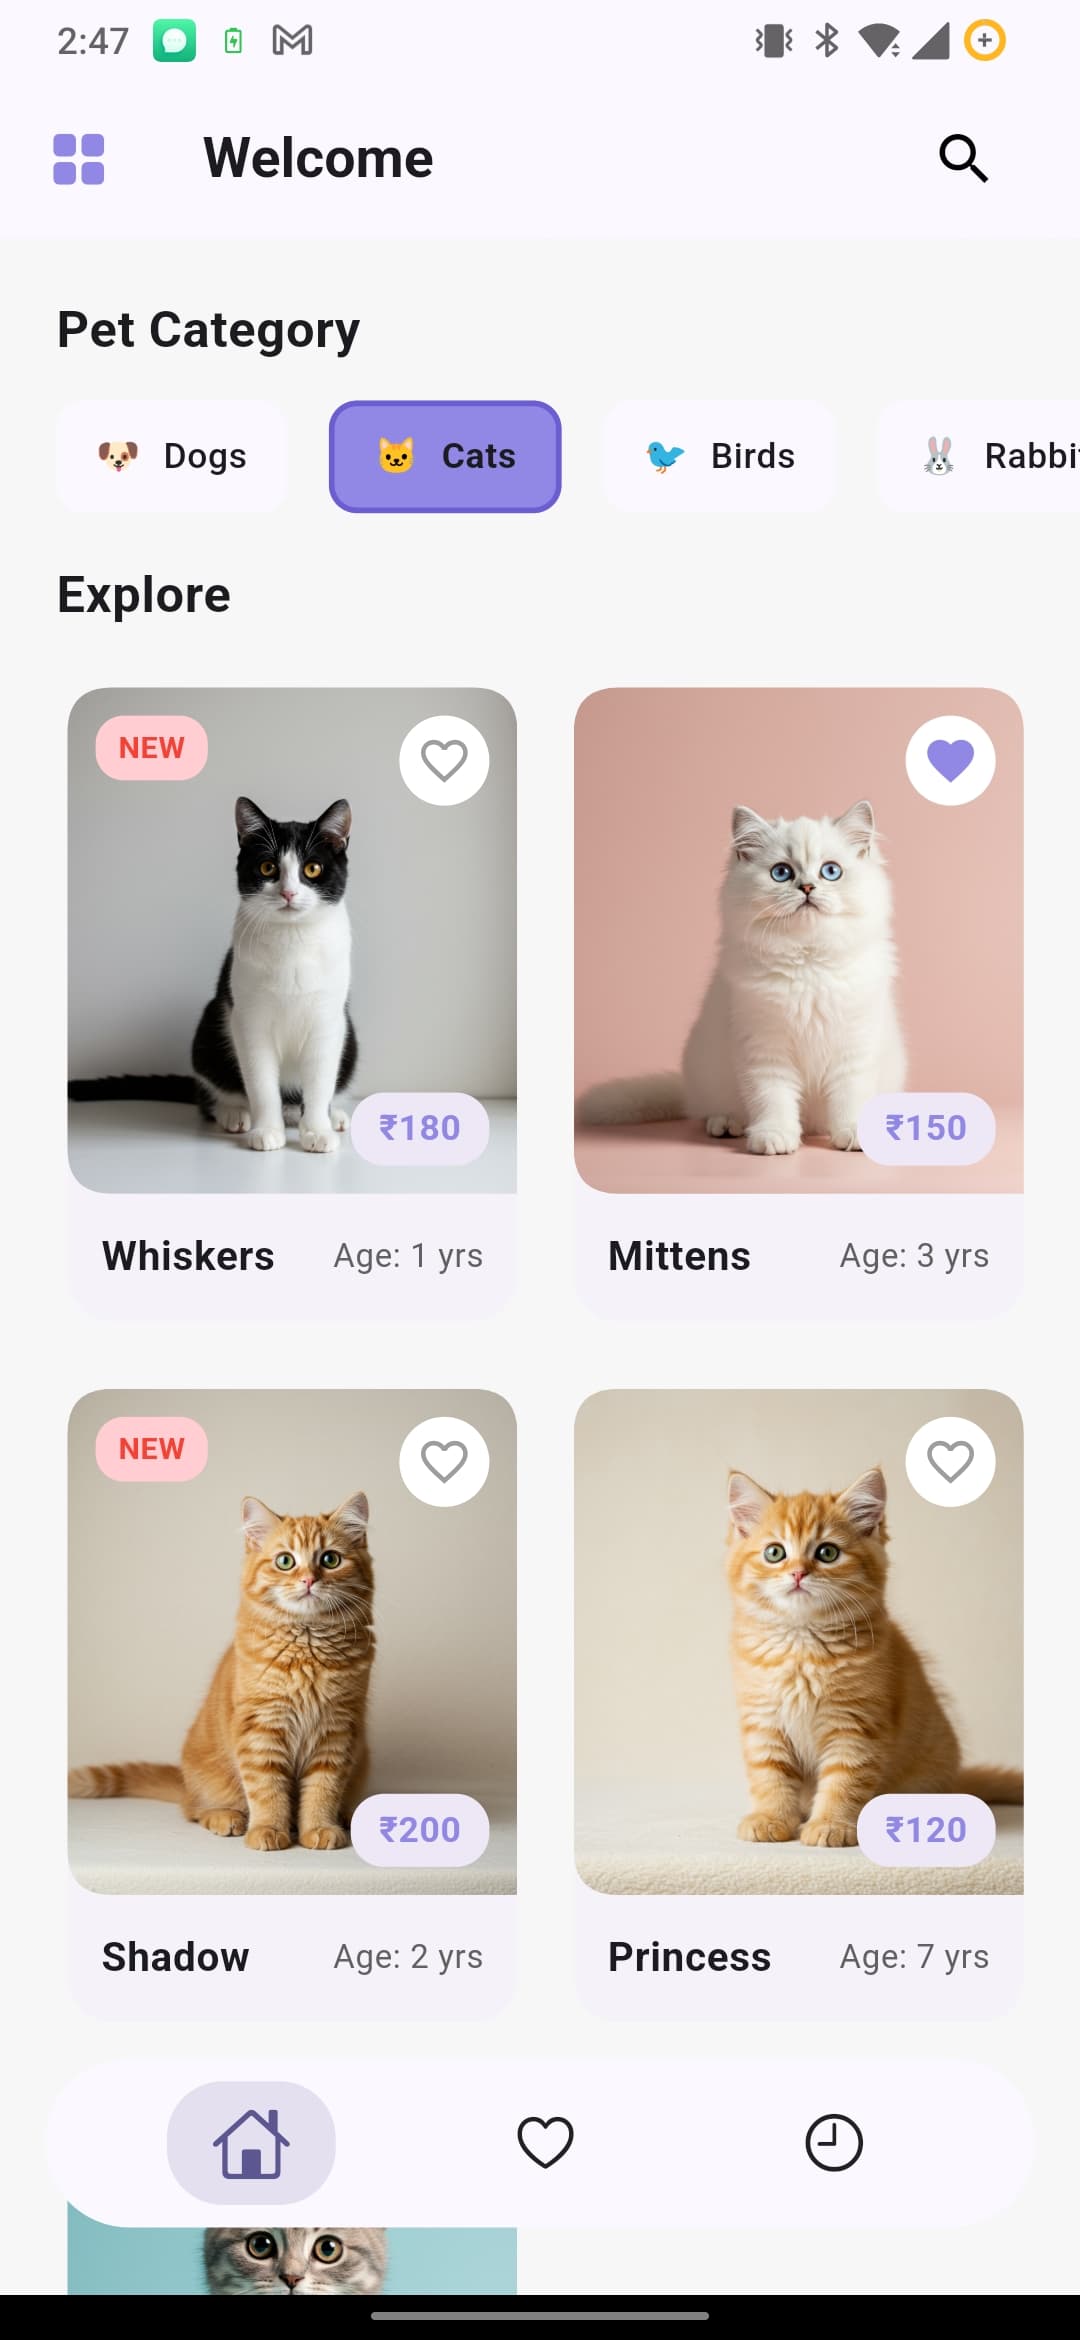 2:47
Welcome
Pet Category
Dogs
Cats
Birds
Rabbi
Explore
NEW
₹180
₹150
Whiskers
Age: 1 yrs
Mittens
Age: 3 yrs
NEW
₹200
₹120
Shadow
Age: 2 yrs
Princess
Age: 7 yrs